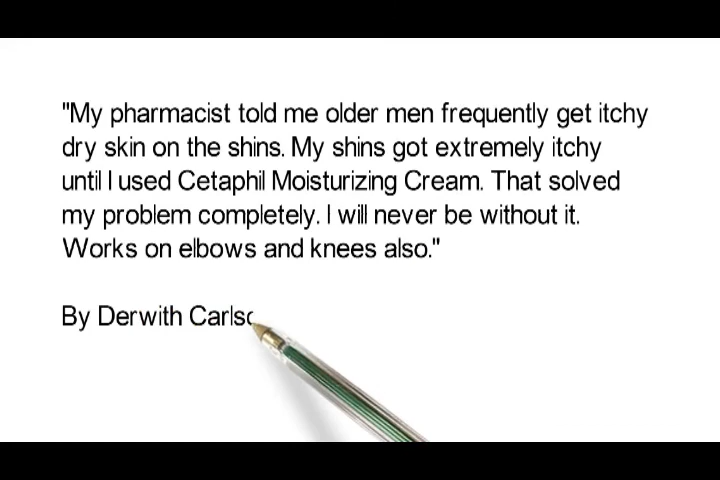 "My pharmacist told me older men frequently get itchy
dry skin on the shins. My shins got extremely itchy
until I used Cetaphil Moisturizing Cream. That solved
my problem completely. I will never be without it.
Works on elbows and knees also."
By Derwith